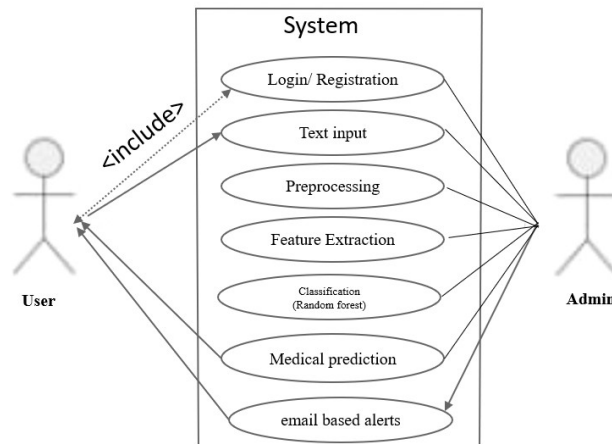 System
Login/ Registration
<include>
Text input
Preprocessing
Feature Extraction
Classification
(Random forest)
User
Admin
Medical prediction
email based alerts